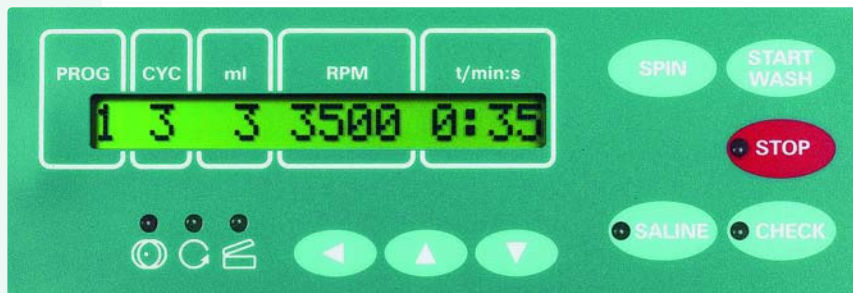 PROG CYC ml RPM t/min:s
1 3 3 3500 0:35
SPIN
START
WASH
STOP
SALINE
CHECK